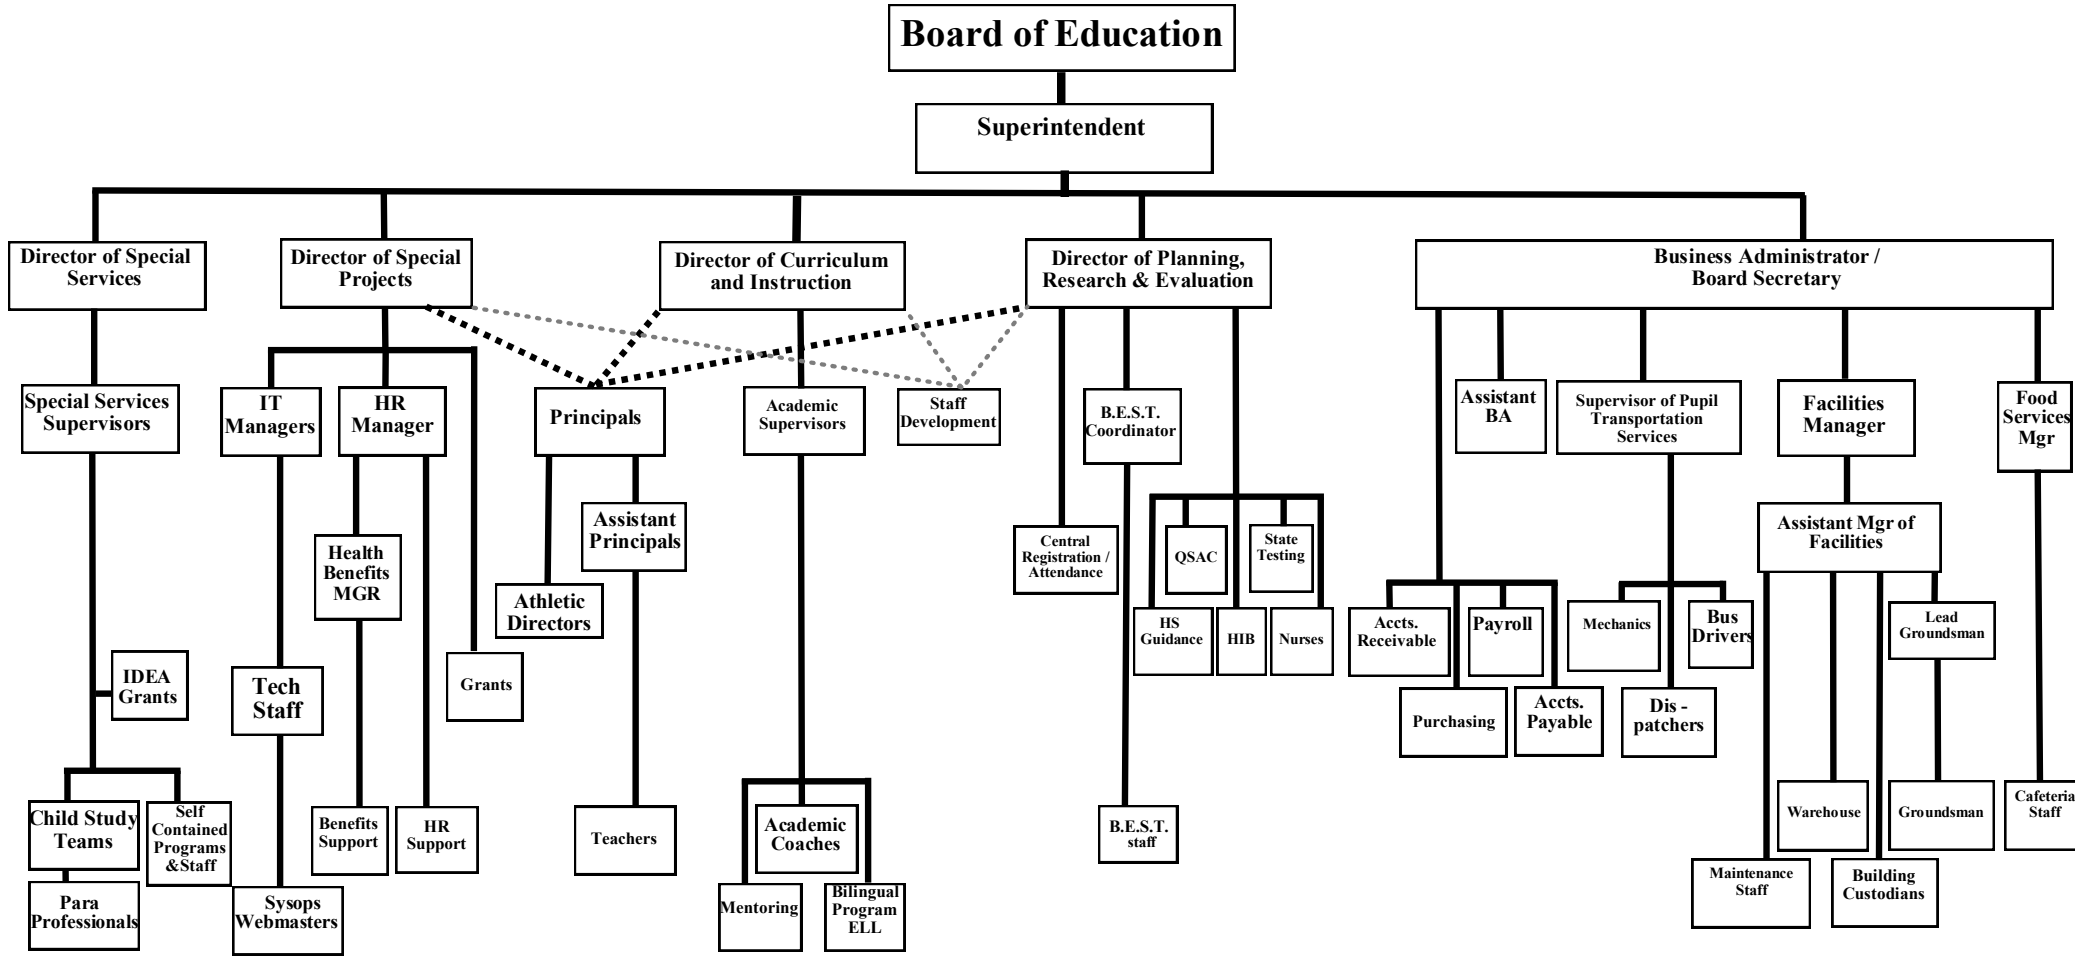 Board of Education
Superintendent
Director of Special
Services
Director of Special
Projects
Director of Curriculum
and Instruction
Director of Planning,
Research & Evaluation
Business Administrator /
Board Secretary
Special Services
Supervisors
IT
Managers
HR
Manager
Principals
Academic
Supervisors
Staff
Development
B.E.S.T.
Coordinator
Assistant
BA
Supervisor of Pupil
Transportation
Services
Facilities
Manager
Food
Services
Mgr
Health
Benefits
MGR
Athletic
Directors
Assistant
Principals
Central
Registration /
Attendance
QSAC
State
Testing
HS
Guidance
HIB
Nurses
Assistant Mgr of
Facilities
Accts.
Receivable
Payroll
Mechanics
Bus
Drivers
Lead
Groundsman
IDEA
Grants
Tech
Staff
Grants
Purchasing
Accts.
Payable
Dis -
patchers
Child Study
Teams
Self
Contained
Programs
&Staff
Benefits
Support
HR
Support
Teachers
Academic
Coaches
B.E.S.T.
staff
Warehouse
Groundsman
Cafeteria
Staff
Para
Professionals
Sysops
Webmasters
Mentoring
Bilingual
Program
ELL
Maintenance
Staff
Building
Custodians